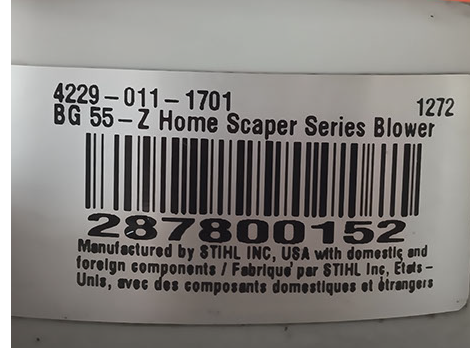 4229-011-1701 1272
BG 55-Z Home Scaper Series Blower
287800152
Manufactured by STIHL INC, USA with domestic and
foreign components / Fabriqué par STIHL Inc, Etats-
Unis, avec des composants domestiques et étrangers